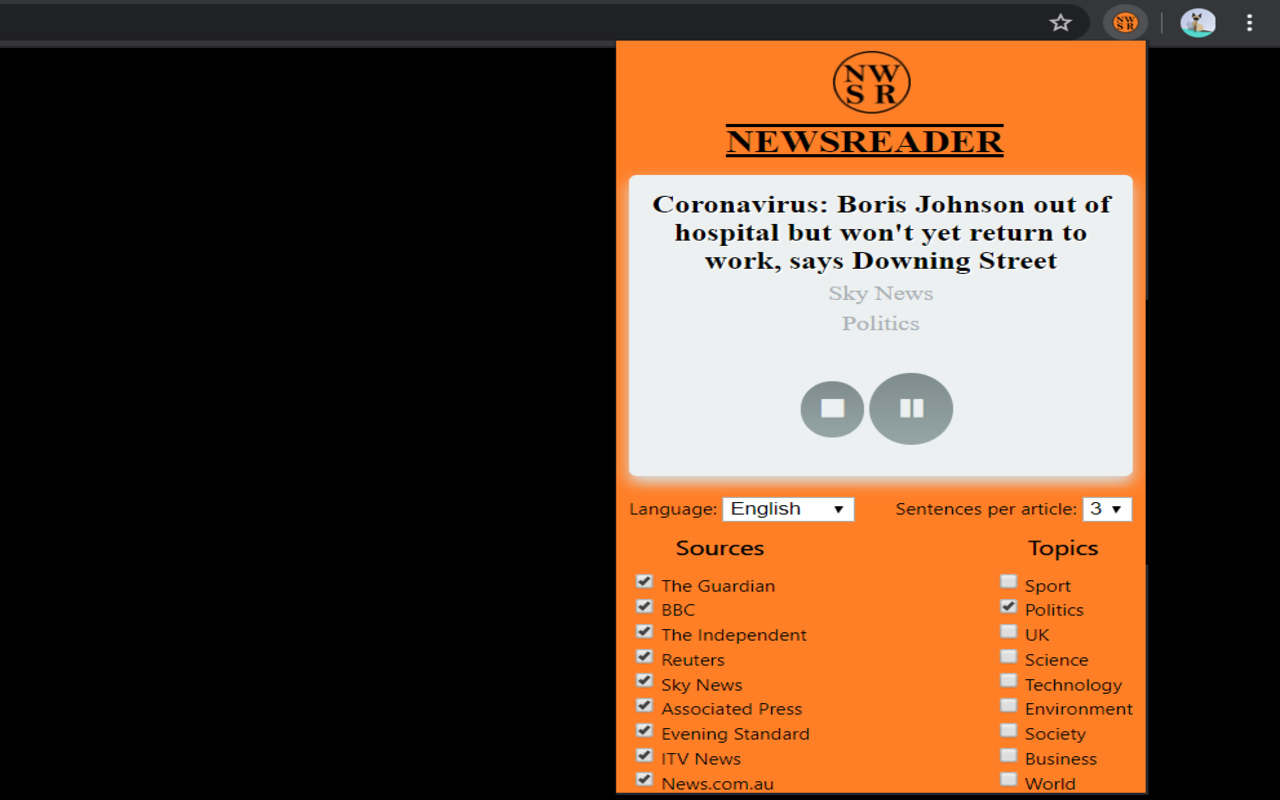 NW
S R
NW
S R
NEWSREADER
Coronavirus: Boris Johnson out of
hospital but won't yet return to
work, says Downing Street
Sky News
Politics
Language: English
Sentences per article: 3
Sources
The Guardian
BBC
The Independent
Reuters
Sky News
Associated Press
Evening Standard
ITV News
News.com.au
Topics
Sport
Politics
UK
Science
Technology
Environment
Society
Business
World